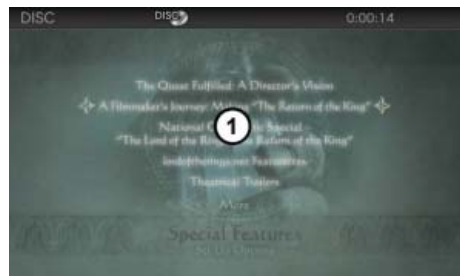 DISC DISC 0:00:14
The Quest Fulfilled: A Director's Vision
A Filmmaker's Journey: Making "The Return of the King"
National Special
"The Lord of the Return of the King"
lordoftherings.net Featurettes
Theatrical Trailers
More
1
Special Features